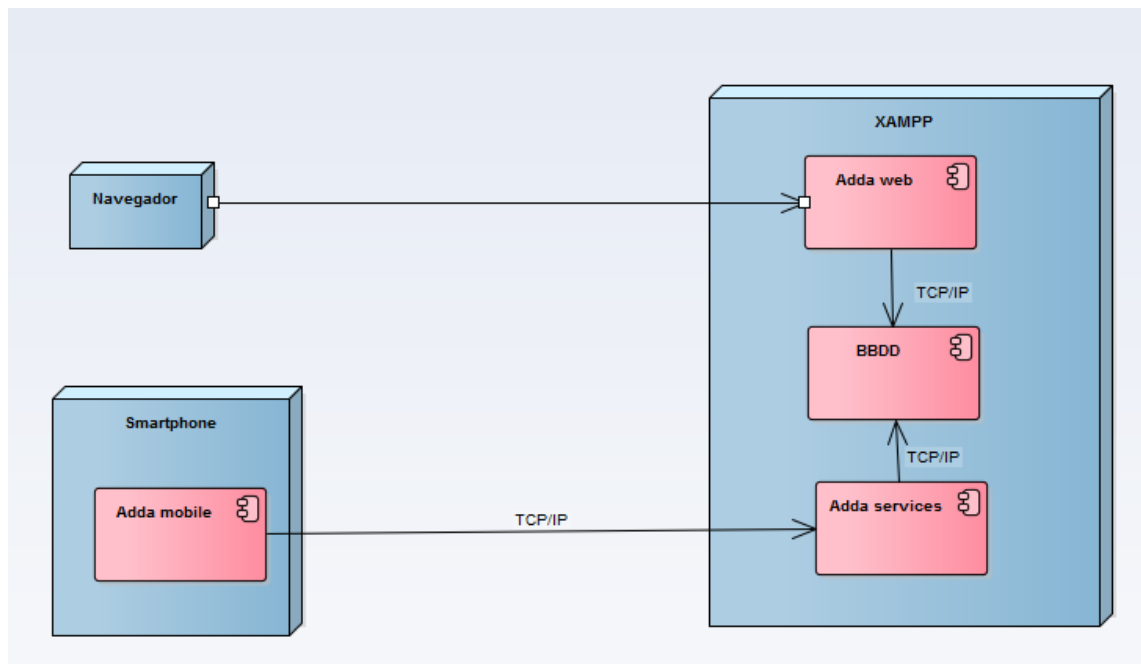 XAMPP
Adda web
Navegador
TCP/IP
BBDD
Smartphone
TCP/IP
Adda mobile
Adda services
TCP/IP